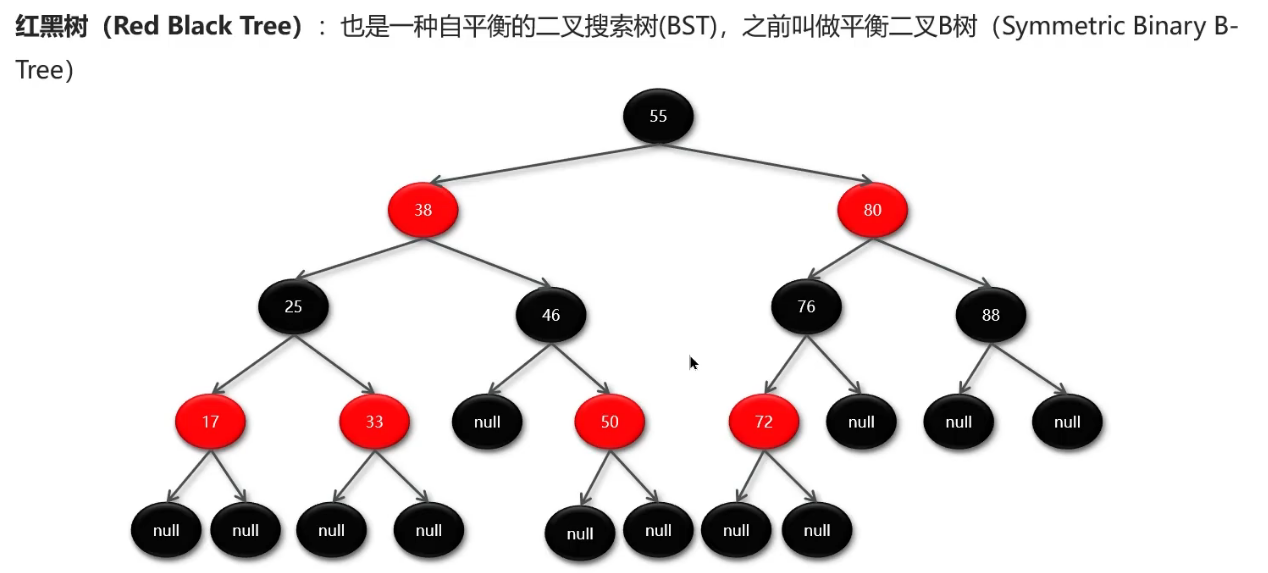 红黑树（Red Black Tree）：也是一种自平衡的二叉搜索树(BST)，之前叫做平衡二叉B树（Symmetric Binary B-
Tree）
55
38 80
25 46 76 88
17 33 null 50 72 null null null
null null null null null null null null